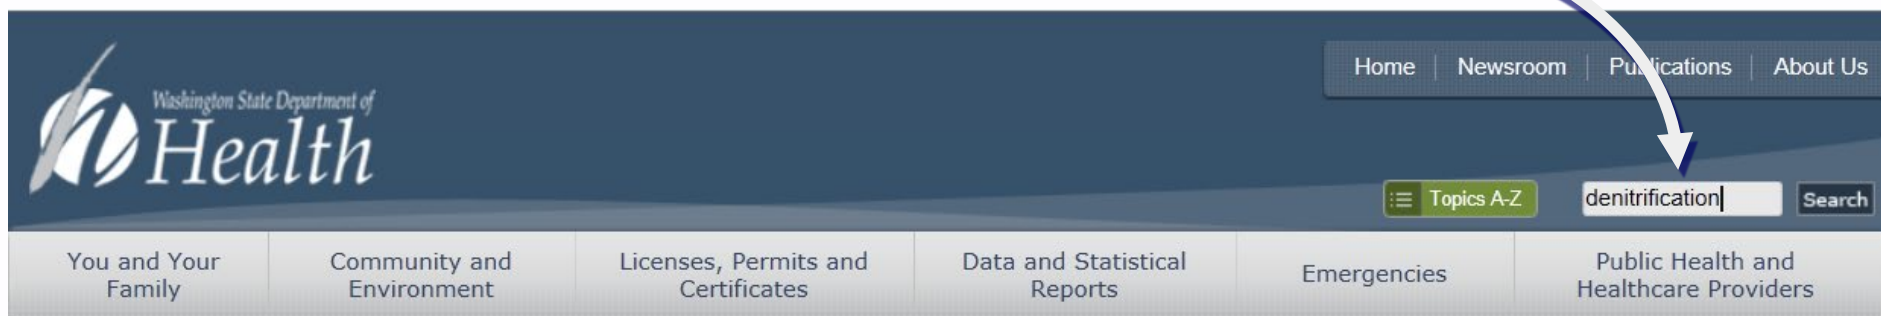 Home Newsroom Publications About Us
Washington State Department of
Health
Topics A-Z denitrification Search
You and Your
Family
Community and
Environment
Licenses, Permits and
Certificates
Data and Statistical
Reports
Emergencies
Public Health and
Healthcare Providers